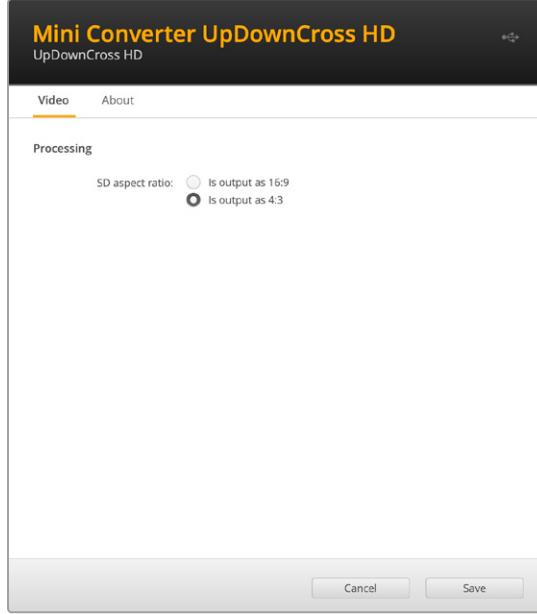 Mini Converter UpDownCross HD
UpDownCross HD
Video About
Processing
SD aspect ratio: Is output as 16:9
Is output as 4:3
Cancel Save